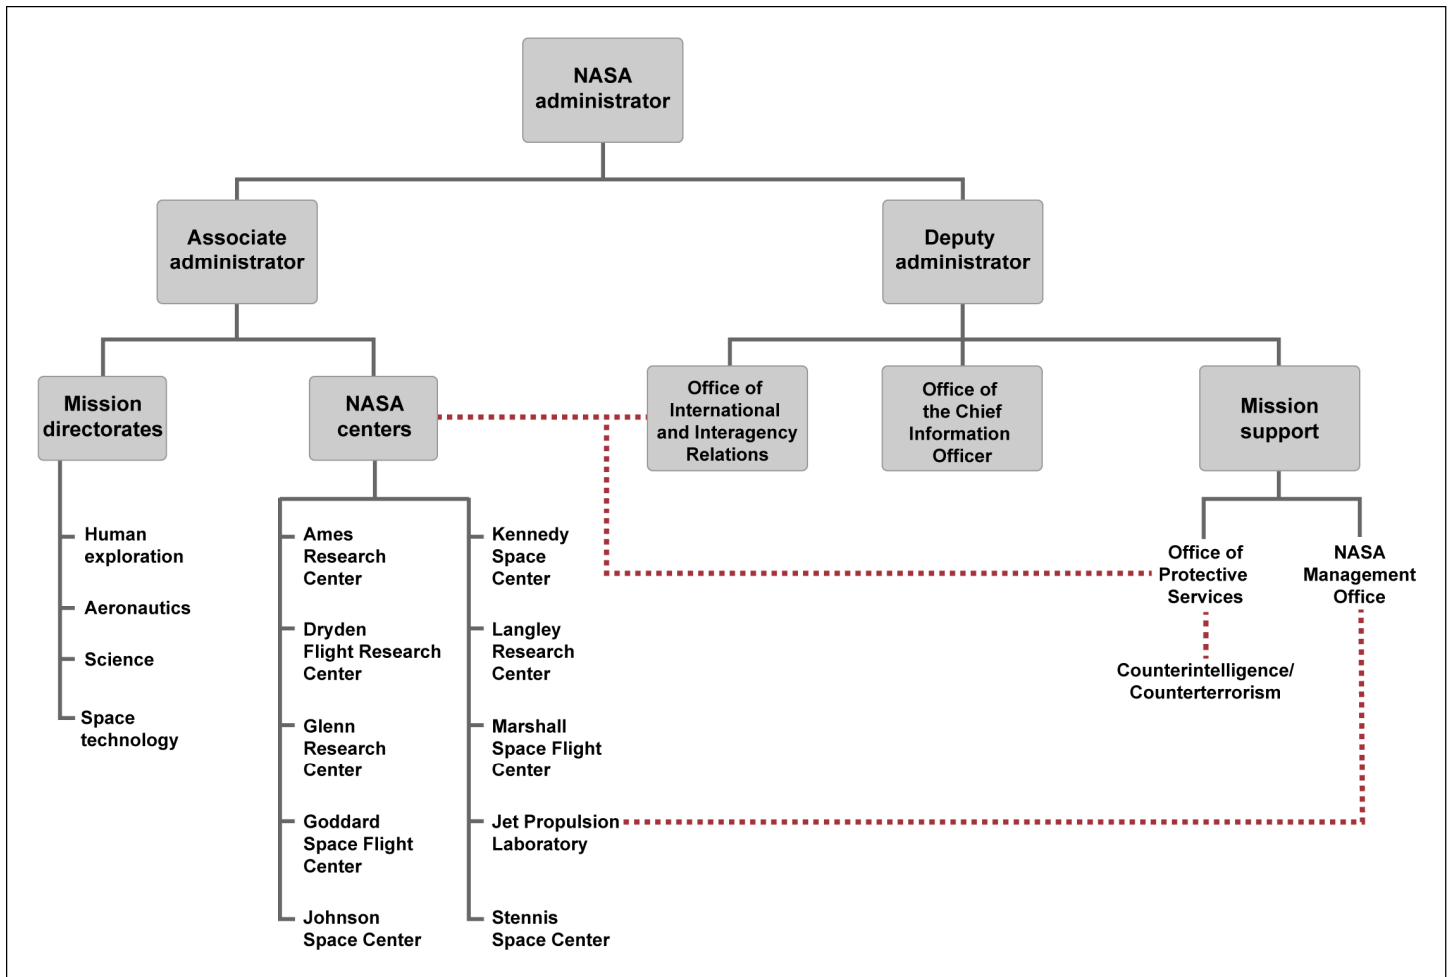 NASA
administrator
Associate
administrator
Deputy
administrator
Mission
directorates
NASA
centers
Office of
International
and Interagency
Relations
Office of
the Chief
Information
Officer
Mission
support
Human
exploration
Aeronautics
Science
Space
technology
Ames
Research
Center
Dryden
Flight Research
Center
Glenn
Research
Center
Goddard
Space Flight
Center
Johnson
Space Center
Kennedy
Space
Center
Langley
Research
Center
Marshall
Space Flight
Center
Jet Propulsion
Laboratory
Stennis
Space Center
Office of
Protective
Services
Counterintelligence/
Counterterrorism
NASA
Management
Office